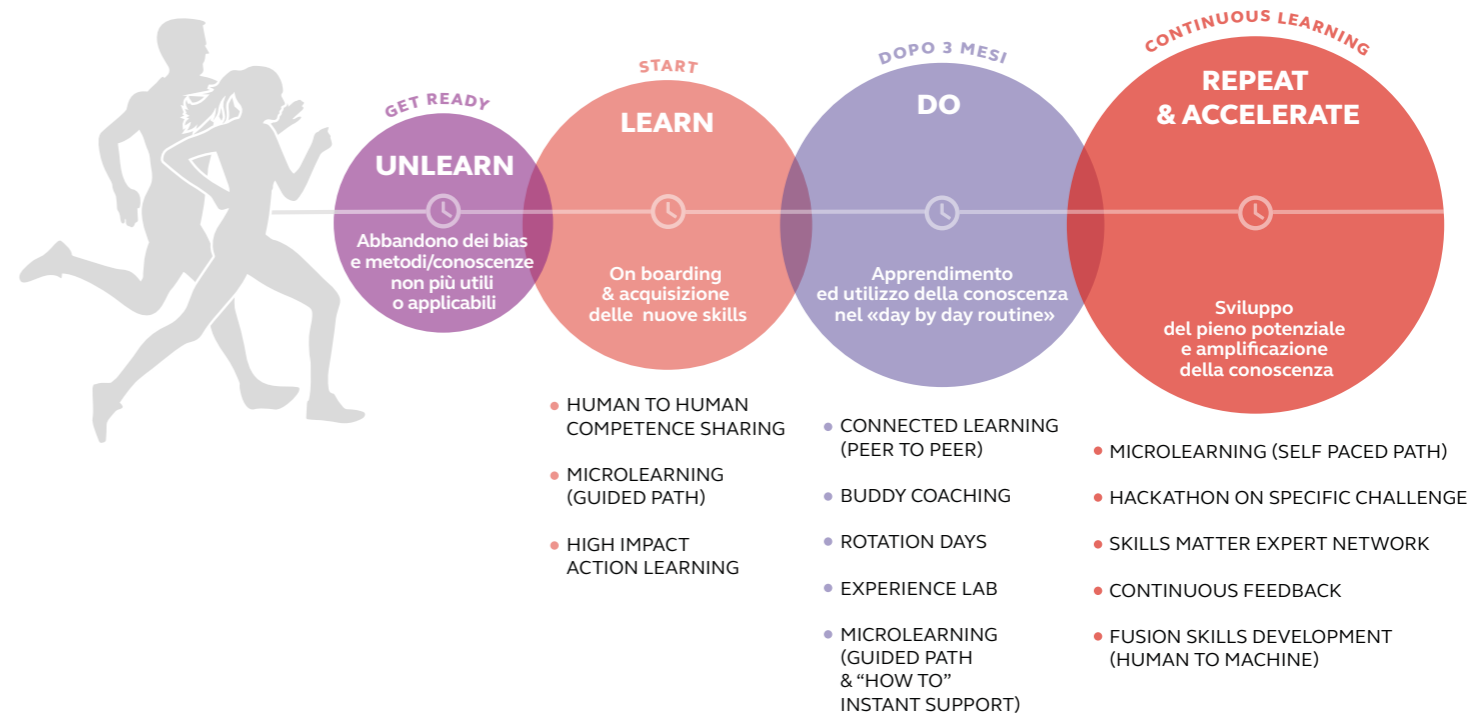 GET READY
UNLEARN
Abbandono dei bias
e metodi/conoscenze
non più utili
o applicabili
START
LEARN
On boarding
& acquisizione
delle nuove skills
• HUMAN TO HUMAN
COMPETENCE SHARING
• MICROLEARNING
(GUIDED PATH)
• HIGH IMPACT
ACTION LEARNING
DOPO 3 MESI
DO
Apprendimento
ed utilizzo della conoscenza
nel «day by day routine»
• CONNECTED LEARNING
(PEER TO PEER)
• BUDDY COACHING
• ROTATION DAYS
• EXPERIENCE LAB
• MICROLEARNING
(GUIDED PATH
& “HOW TO”
INSTANT SUPPORT)
CONTINUOUS LEARNING
REPEAT
& ACCELERATE
Sviluppo
del pieno potenziale
e amplificazione
della conoscenza
• MICROLEARNING (SELF PACED PATH)
• HACKATHON ON SPECIFIC CHALLENGE
• SKILLS MATTER EXPERT NETWORK
• CONTINUOUS FEEDBACK
• FUSION SKILLS DEVELOPMENT
(HUMAN TO MACHINE)